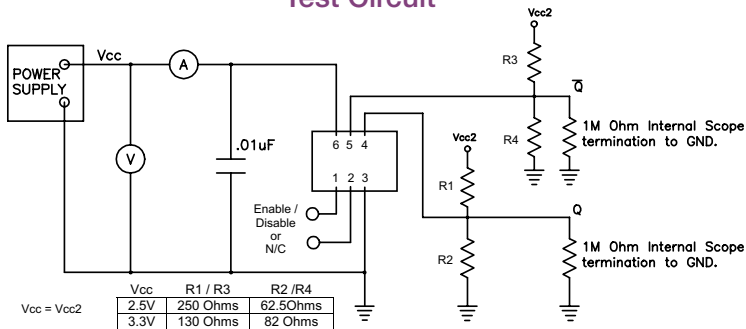 Test Circuit
Vcc
A
POWER
SUPPLY
V
.01uF
6 5 4
1 2 3
Enable /
Disable
or
N/C
Vcc2
R3
Q
R4
1M Ohm Internal Scope
termination to GND.
Vcc2
R1
Q
R2
1M Ohm Internal Scope
termination to GND.
Vcc = Vcc2
Vcc R1 / R3 R2 /R4
2.5V 250 Ohms 62.5Ohms
3.3V 130 Ohms 82 Ohms